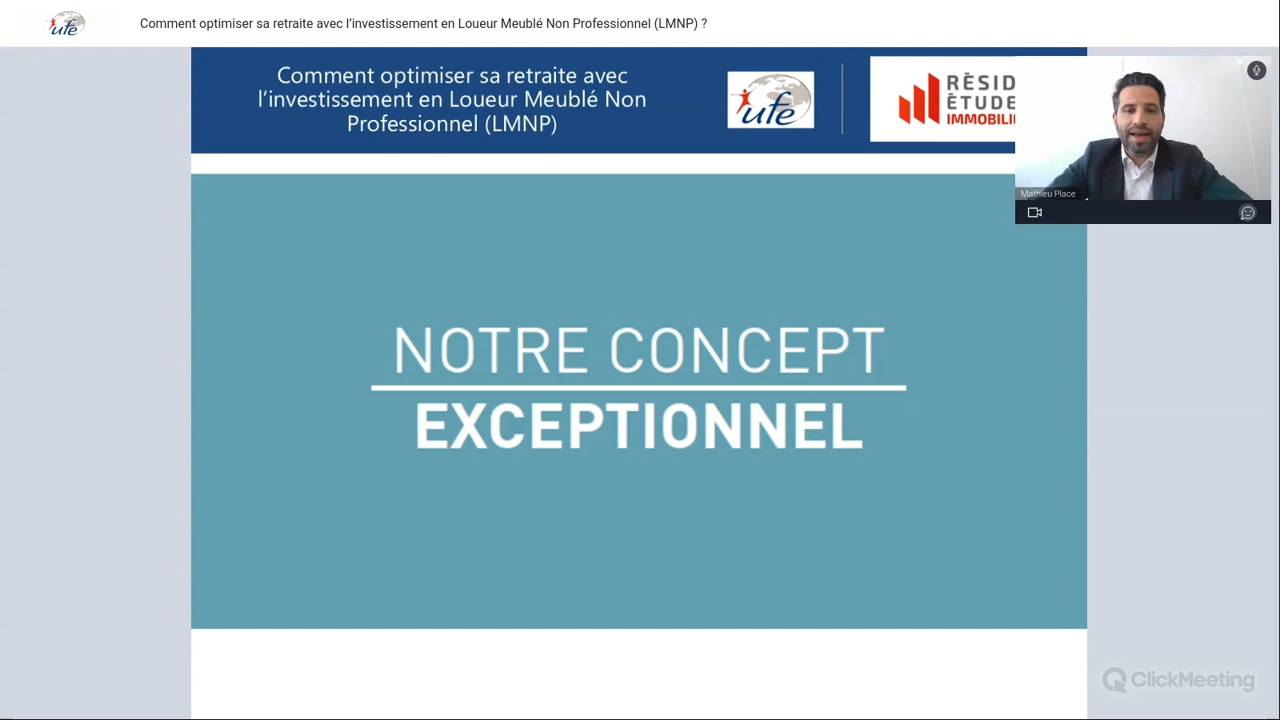 ufe
Comment optimiser sa retraite avec l’investissement en Loueur Meublé Non Professionnel (LMNP) ?
Comment optimiser sa retraite avec
l’investissement en Loueur Meublé Non
Professionnel (LMNP)
ufe
RÉSID
ÉTUDE
IMMOBILI
Mathieu Place
NOTRE CONCEPT
EXCEPTIONNEL
ClickMeeting